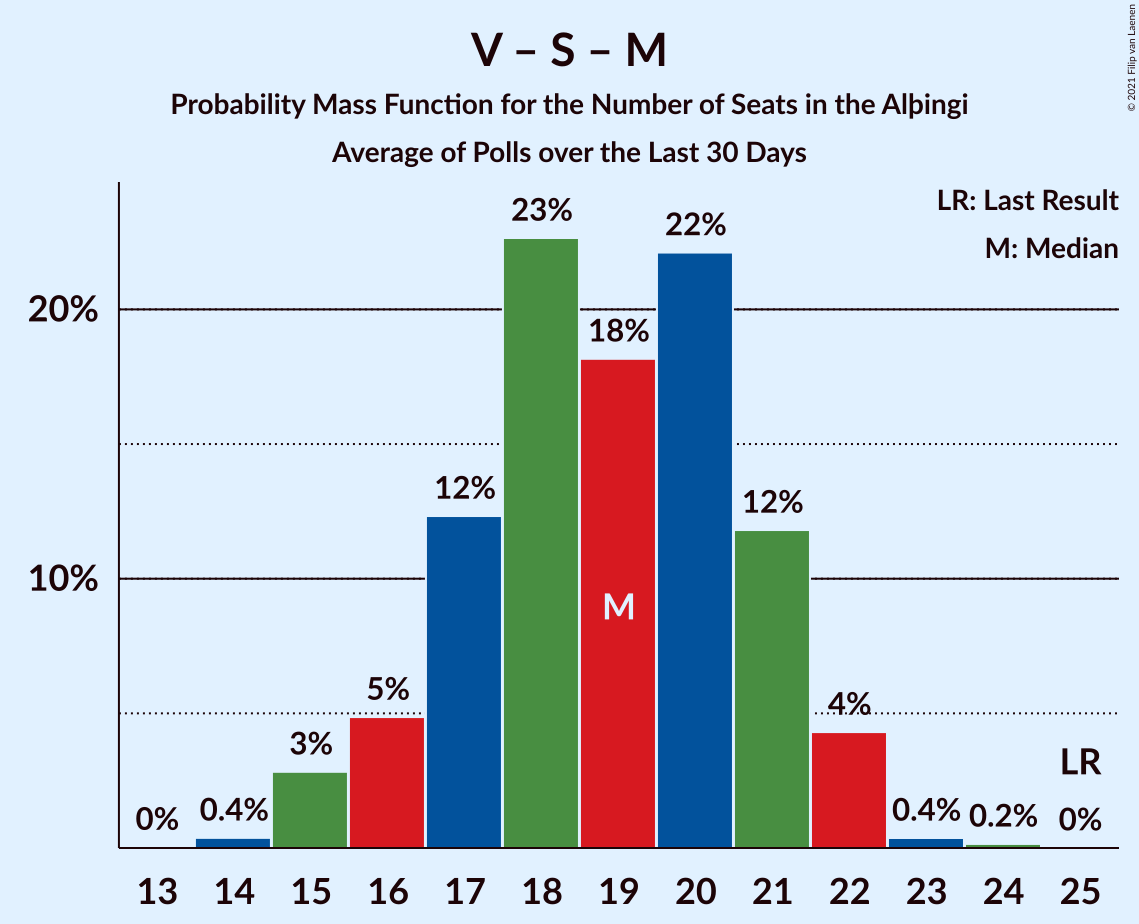 V – S – M
Probability Mass Function for the Number of Seats in the Alþingi
Average of Polls over the Last 30 Days
© 2021 Filip van Laenen
LR: Last Result
M: Median
20%
10%
0%
0.4%
3%
5%
12%
23%
18%
M
22%
12%
4%
0.4%
0.2%
LR
0%
13 14 15 16 17 18 19 20 21 22 23 24 25